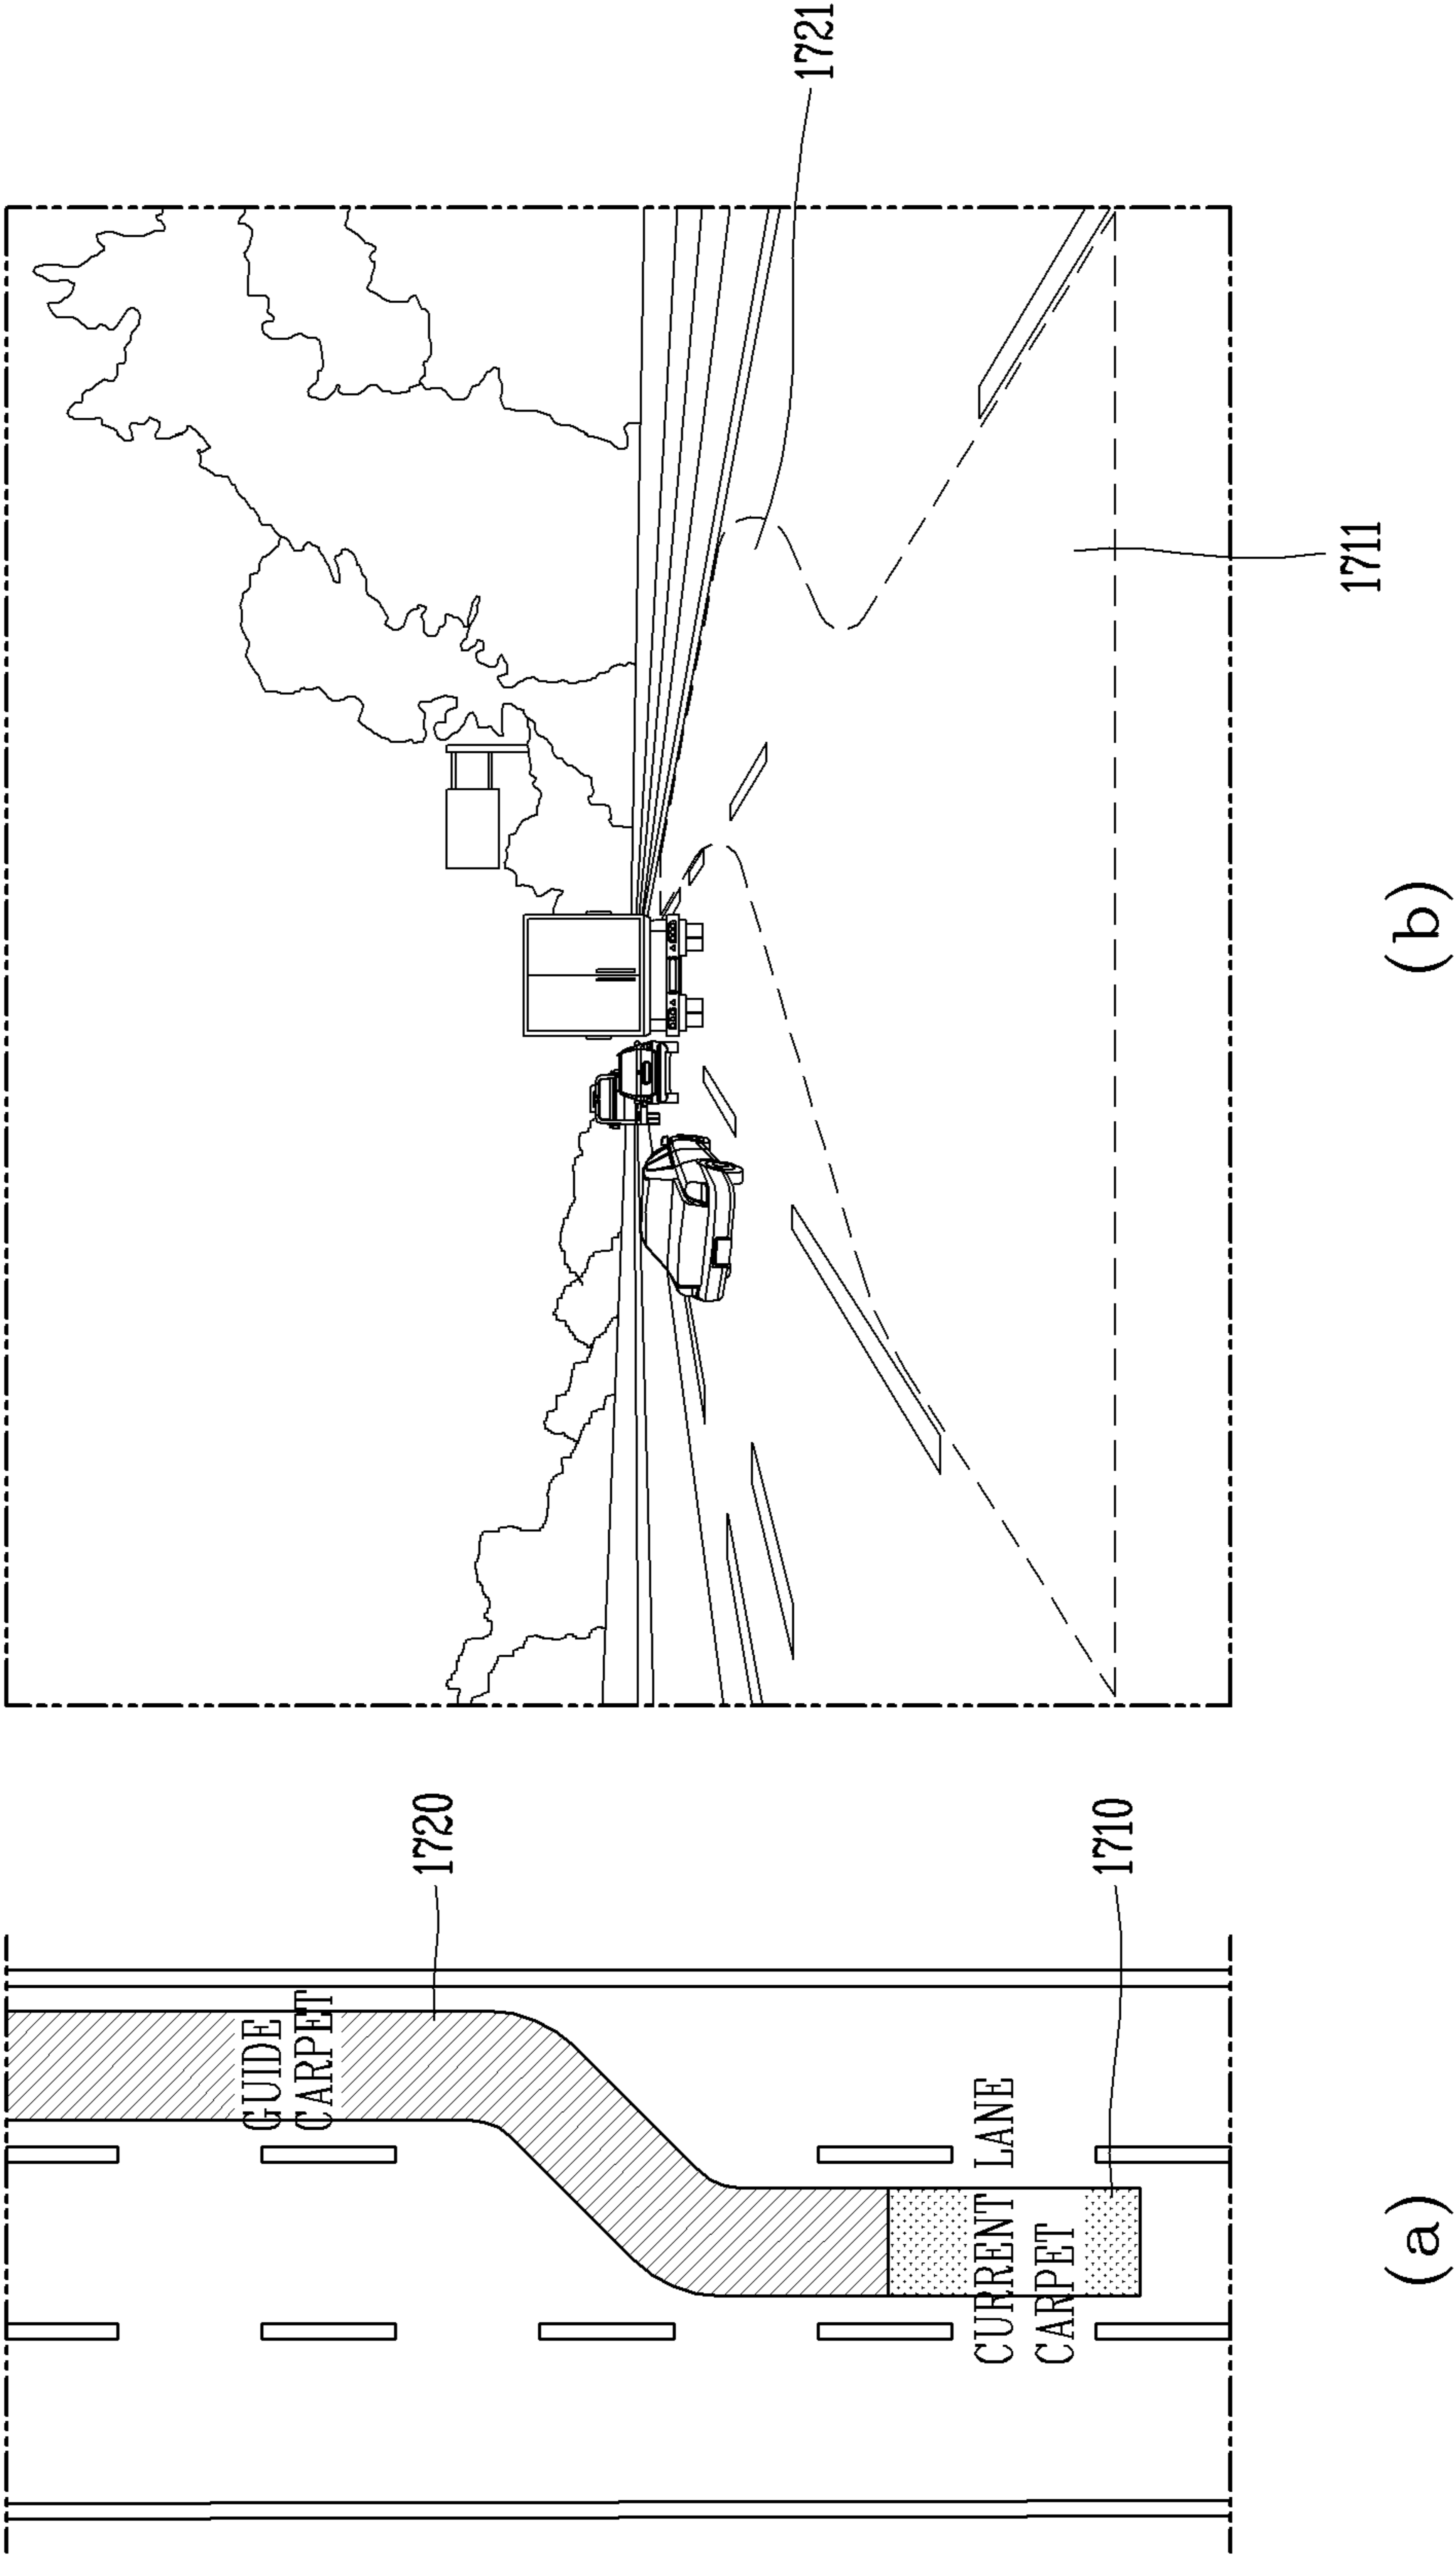 1720
GUIDE
CARPET
CURRENT LANE
CARPET
1710
(a)
1721
1711
(b)